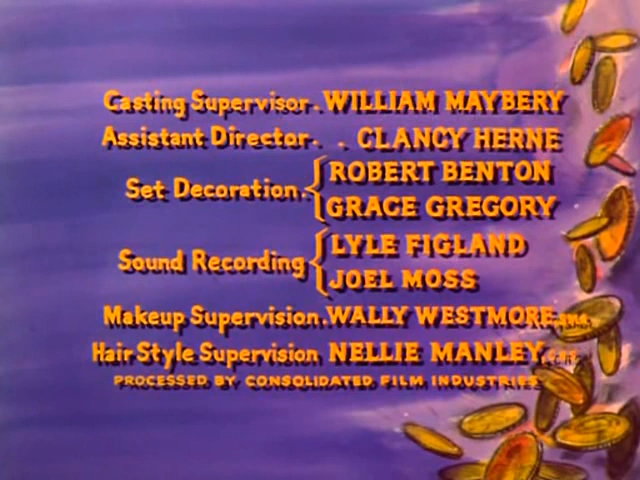 Casting Supervisor. WILLIAM MAYBERY
Assistant Director. . CLANCY HERNE
Set Decoration. ROBERT BENTON
GRACE GREGORY
Sound Recording LYLE FIGLAND
JOEL MOSS
Makeup Supervision. WALLY WESTMORE
Hair Style Supervision NELLIE MANLEY
PROCESSED BY CONSOLIDATED FILM INDUSTRIES